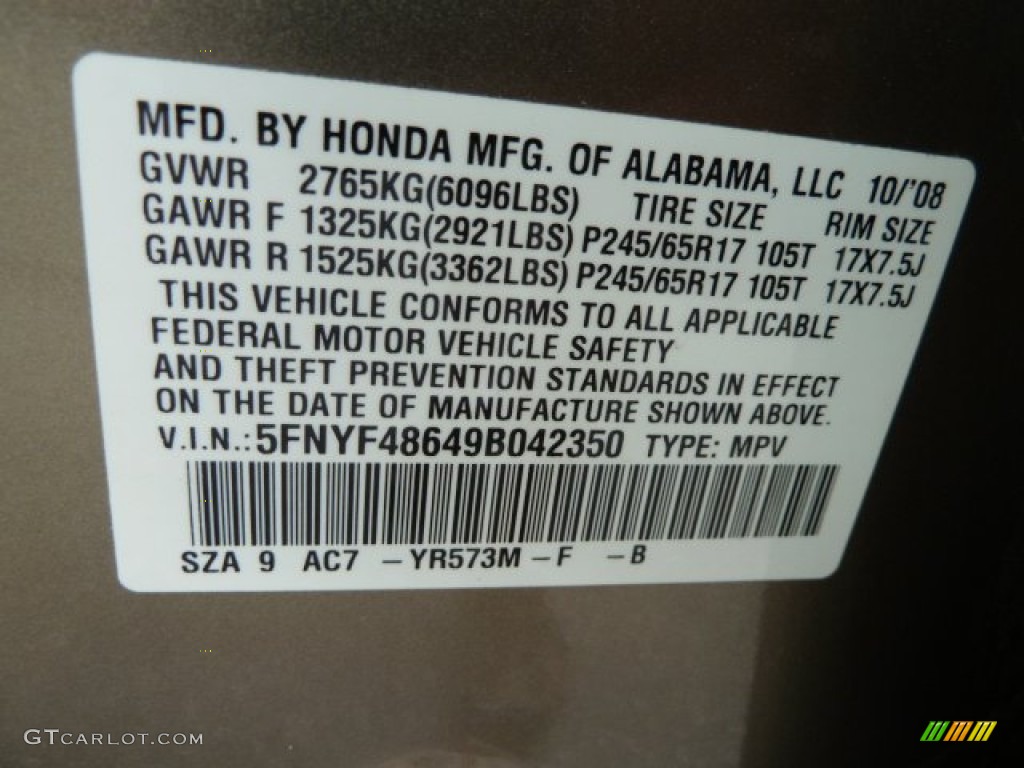 MFD. BY HONDA MFG. OF ALABAMA, LLC 10/'08
GVWR 2765KG(6096LBS) TIRE SIZE RIM SIZE
GAWR F 1325KG(2921LBS) P245/65R17 105T 17X7.5J
GAWR R 1525KG(3362LBS) P245/65R17 105T 17X7.5J
THIS VEHICLE CONFORMS TO ALL APPLICABLE
FEDERAL MOTOR VEHICLE SAFETY
AND THEFT PREVENTION STANDARDS IN EFFECT
ON THE DATE OF MANUFACTURE SHOWN ABOVE.
V.I.N.: 5FNYF48649B042350 TYPE: MPV
SZA 9 AC7 –YR573M –F –B
GTCARLOT.COM